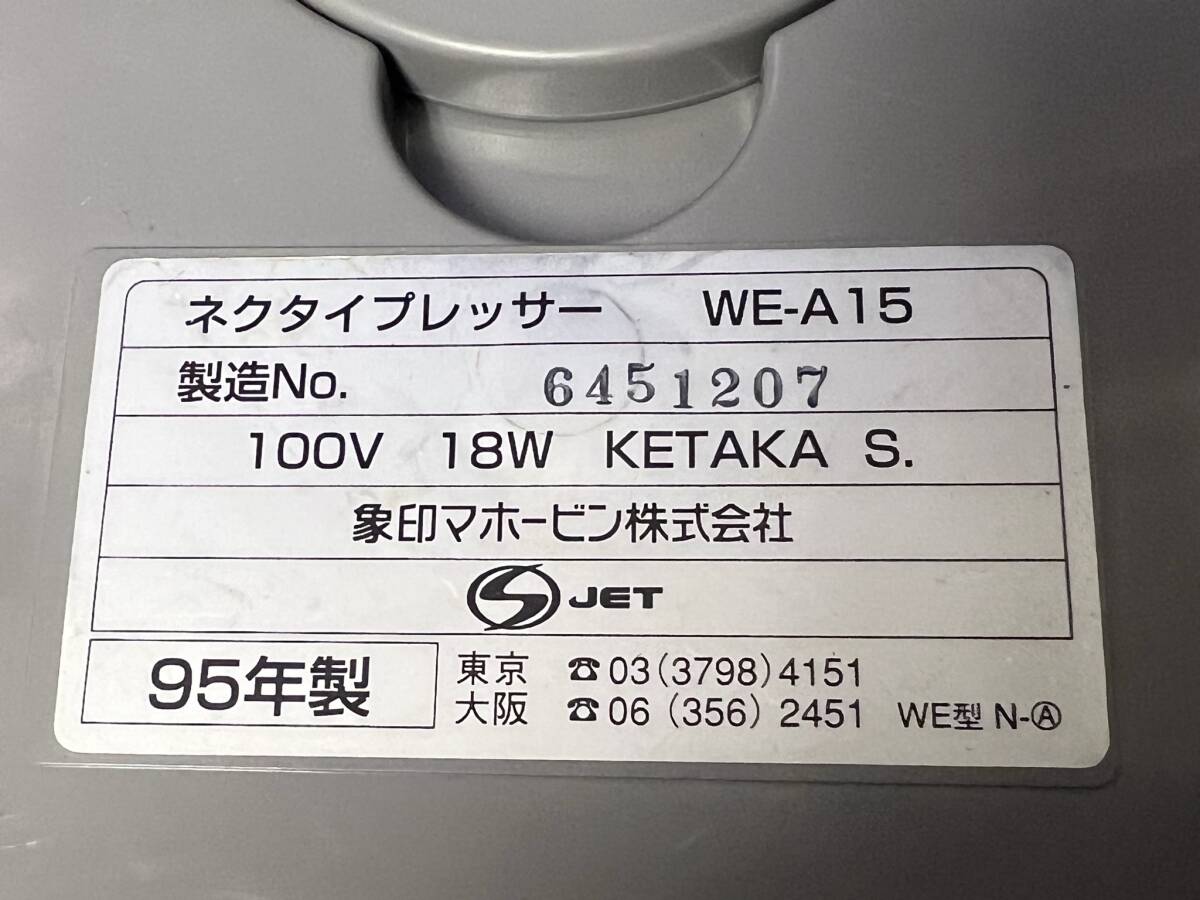 ネクタイプレッサー WE-A15
製造No. 6451207
100V 18W KETAKA S.
象印マホービン株式会社
S JET
95年製
東京 ☎03(3798)4151
大阪 ☎06(356)2451 WE型 N-Ⓐ